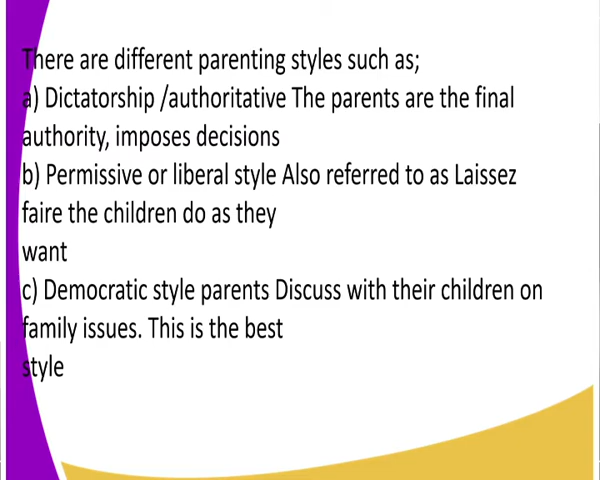 There are different parenting styles such as;
a) Dictatorship /authoritative The parents are the final
authority, imposes decisions
b) Permissive or liberal style Also referred to as Laissez
faire the children do as they
want
c) Democratic style parents Discuss with their children on
family issues. This is the best
style